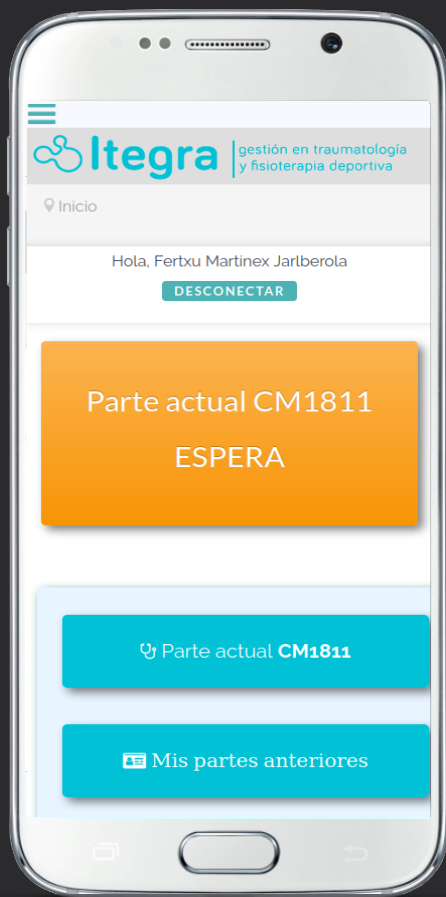 Itegra
gestión en traumatología
y fisioterapia deportiva
Inicio
Hola, Fertxu Martínex Jarlberola
DESCONECTAR
Parte actual CM1811
ESPERA
Parte actual CM1811
Mis partes anteriores